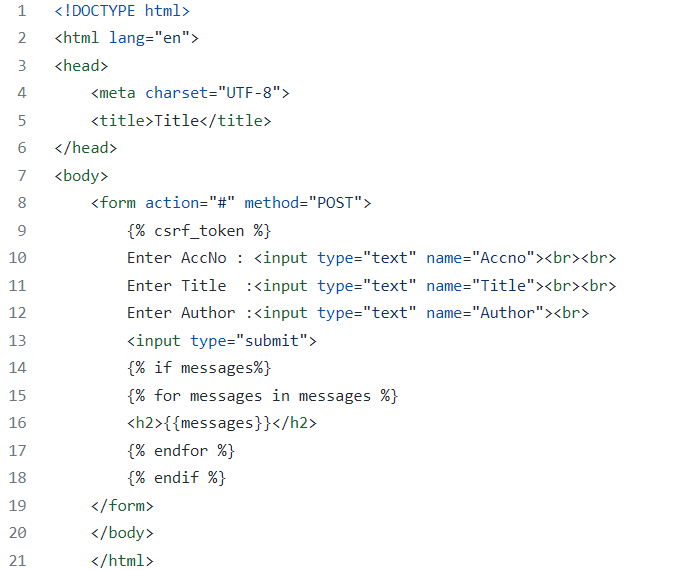 1 <!DOCTYPE html>
2 <html lang="en">
3 <head>
4     <meta charset="UTF-8">
5     <title>Title</title>
6 </head>
7 <body>
8     <form action="#" method="POST">
9         {% csrf_token %}
10         Enter AccNo : <input type="text" name="Accno"><br><br>
11         Enter Title  :<input type="text" name="Title"><br><br>
12         Enter Author :<input type="text" name="Author"><br>
13         <input type="submit">
14         {% if messages%}
15         {% for messages in messages %}
16         <h2>{{messages}}</h2>
17         {% endfor %}
18         {% endif %}
19     </form>
20     </body>
21     </html>